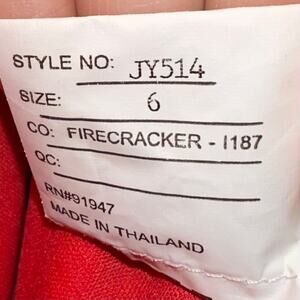 STYLE NO: JY514
SIZE: 6
CO: FIRECRACKER - I187
QC:
RN#91947
MADE IN THAILAND